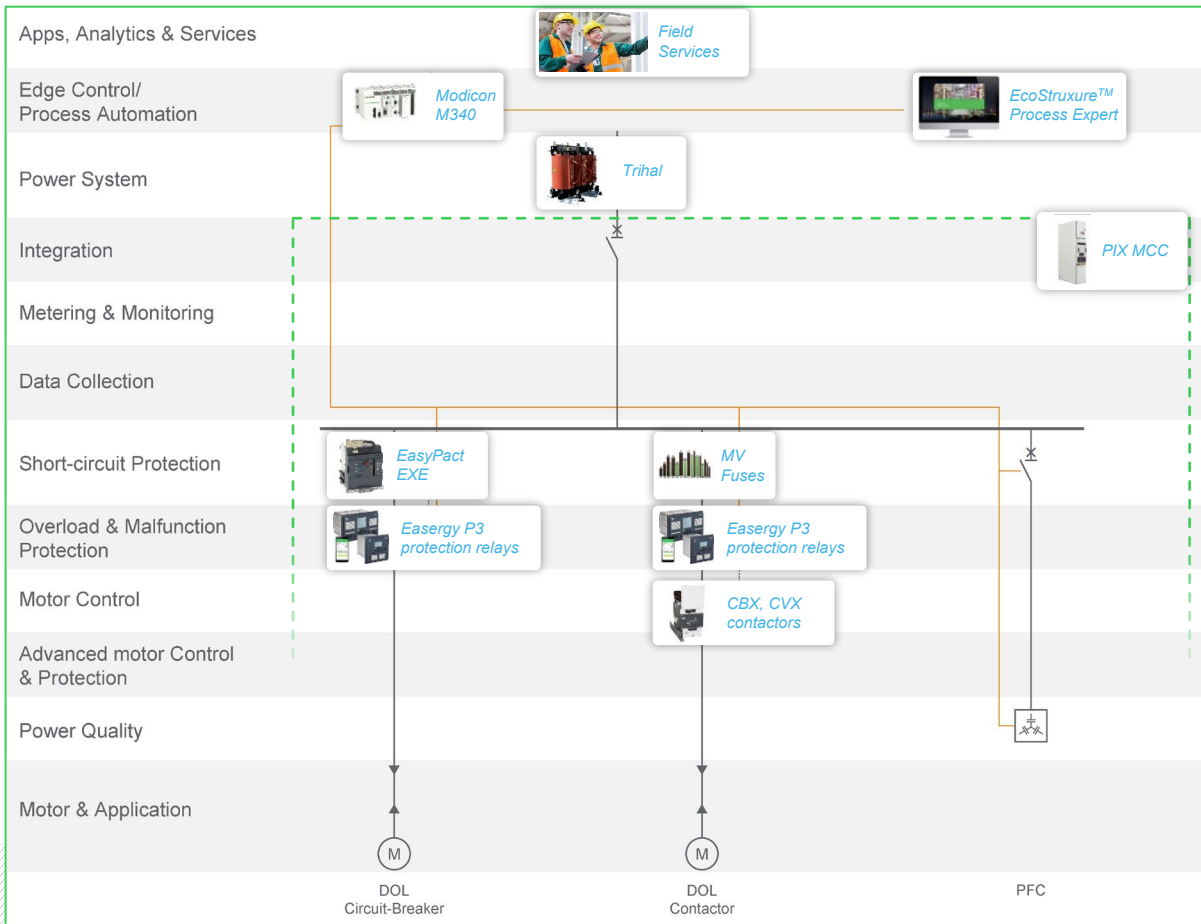 Apps, Analytics & Services
Field
Services
Edge Control/
Process Automation
Modicon
M340
EcoStruxure™
Process Expert
Power System
Trihal
Integration
PIX MCC
Metering & Monitoring
Data Collection
Short-circuit Protection
EasyPact
EXE
MV
Fuses
Overload & Malfunction
Protection
Easergy P3
protection relays
Easergy P3
protection relays
Motor Control
CBX, CVX
contactors
Advanced motor Control
& Protection
Power Quality
Motor & Application
M
M
DOL
Circuit-Breaker
DOL
Contactor
PFC